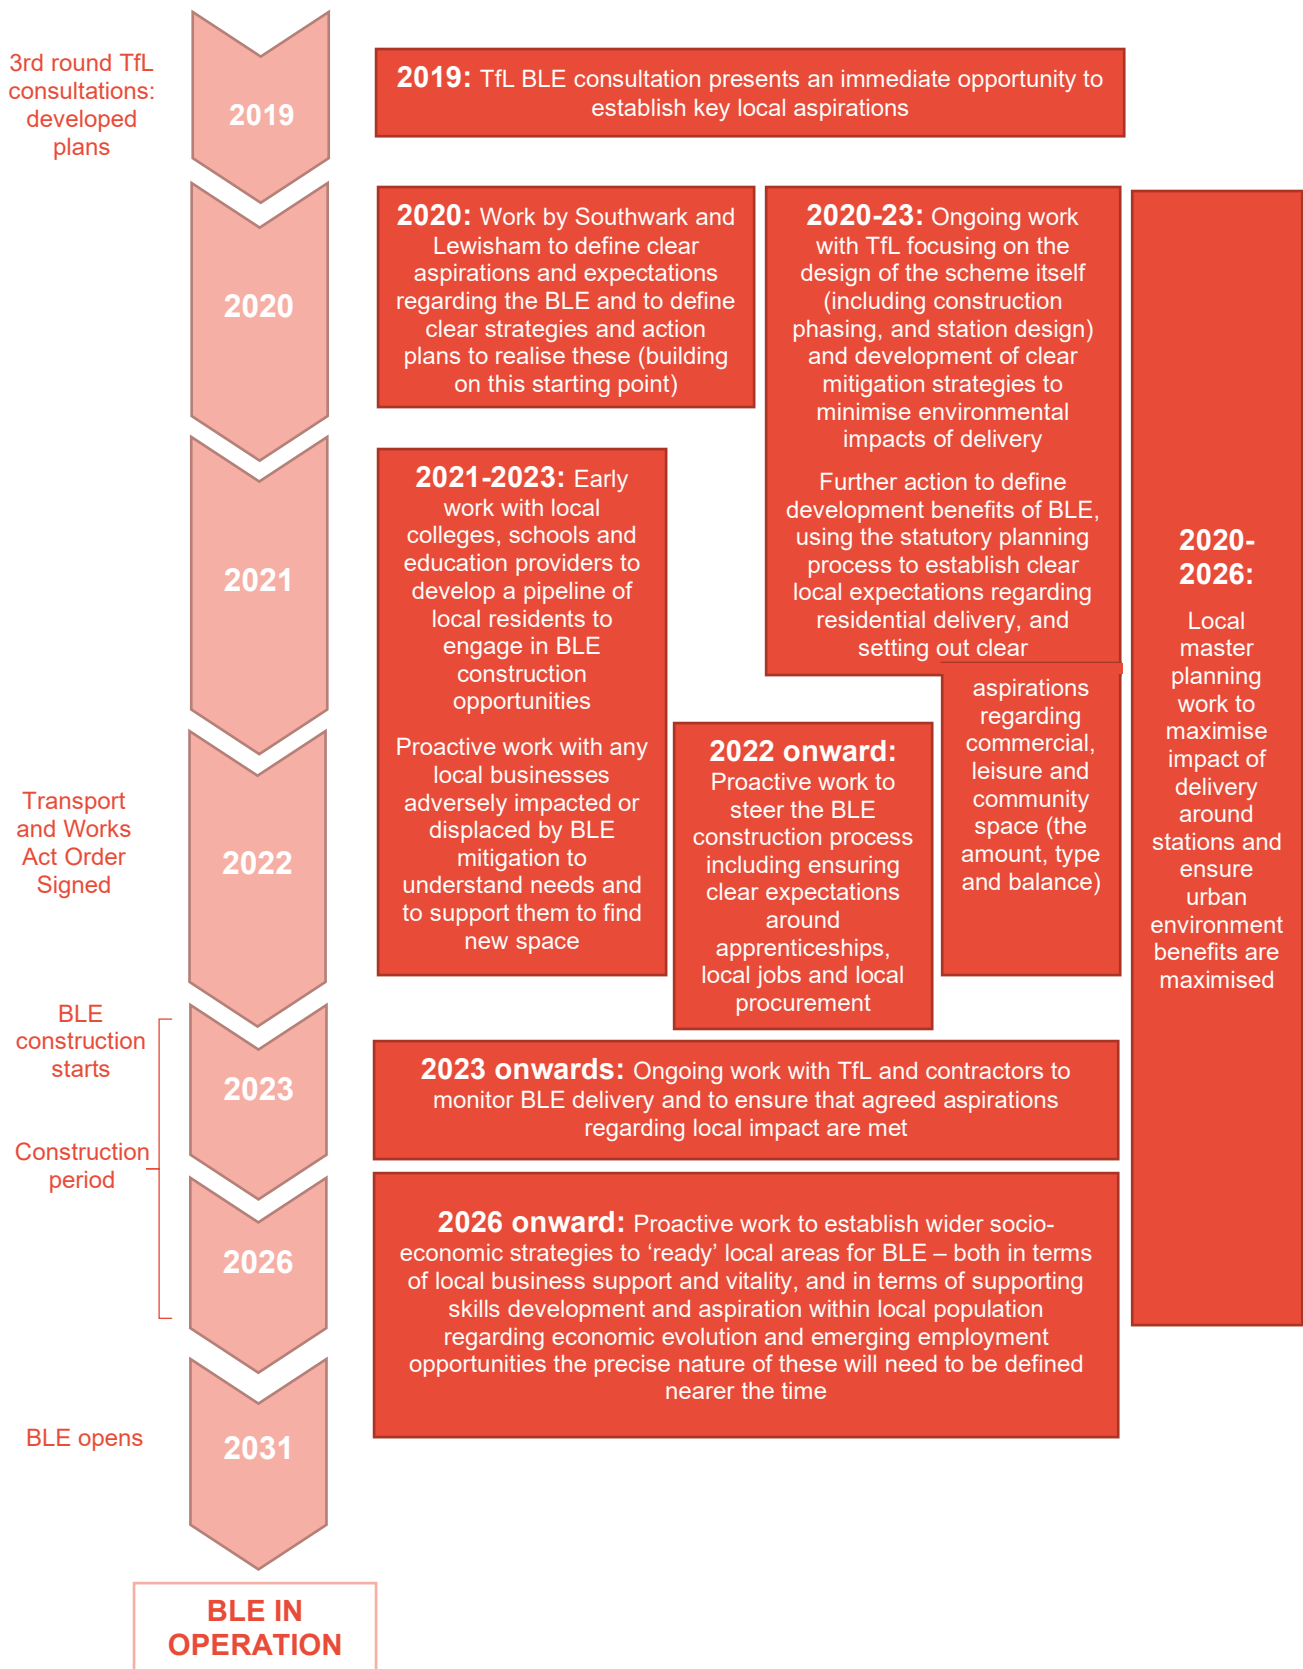 3rd round TfL
consultations:
developed
plans
2019
2019: TfL BLE consultation presents an immediate opportunity to
establish key local aspirations
2020
2020: Work by Southwark and
Lewisham to define clear
aspirations and expectations
regarding the BLE and to define
clear strategies and action
plans to realise these (building
on this starting point)
2020-23: Ongoing work
with TfL focusing on the
design of the scheme itself
(including construction
phasing, and station design)
and development of clear
mitigation strategies to
minimise environmental
impacts of delivery
Further action to define
development benefits of BLE,
using the statutory planning
process to establish clear
local expectations regarding
residential delivery, and
setting out clear
aspirations
regarding
commercial,
leisure and
community
space (the
amount, type
and balance)
2020-
2026:
Local
master
planning
work to
maximise
impact of
delivery
around
stations and
ensure
urban
environment
benefits are
maximised
2021
2021-2023: Early
work with local
colleges, schools and
education providers to
develop a pipeline of
local residents to
engage in BLE
construction
opportunities
Proactive work with any
local businesses
adversely impacted or
displaced by BLE
mitigation to
understand needs and
to support them to find
new space
Transport
and Works
Act Order
Signed
2022
2022 onward:
Proactive work to
steer the BLE
construction process
including ensuring
clear expectations
around
apprenticeships,
local jobs and local
procurement
BLE
construction
starts
2023
2023 onwards: Ongoing work with TfL and contractors to
monitor BLE delivery and to ensure that agreed aspirations
regarding local impact are met
Construction
period
2026
2026 onward: Proactive work to establish wider socio-
economic strategies to ‘ready’ local areas for BLE – both in terms
of local business support and vitality, and in terms of supporting
skills development and aspiration within local population
regarding economic evolution and emerging employment
opportunities the precise nature of these will need to be defined
nearer the time
BLE opens
2031
BLE IN
OPERATION